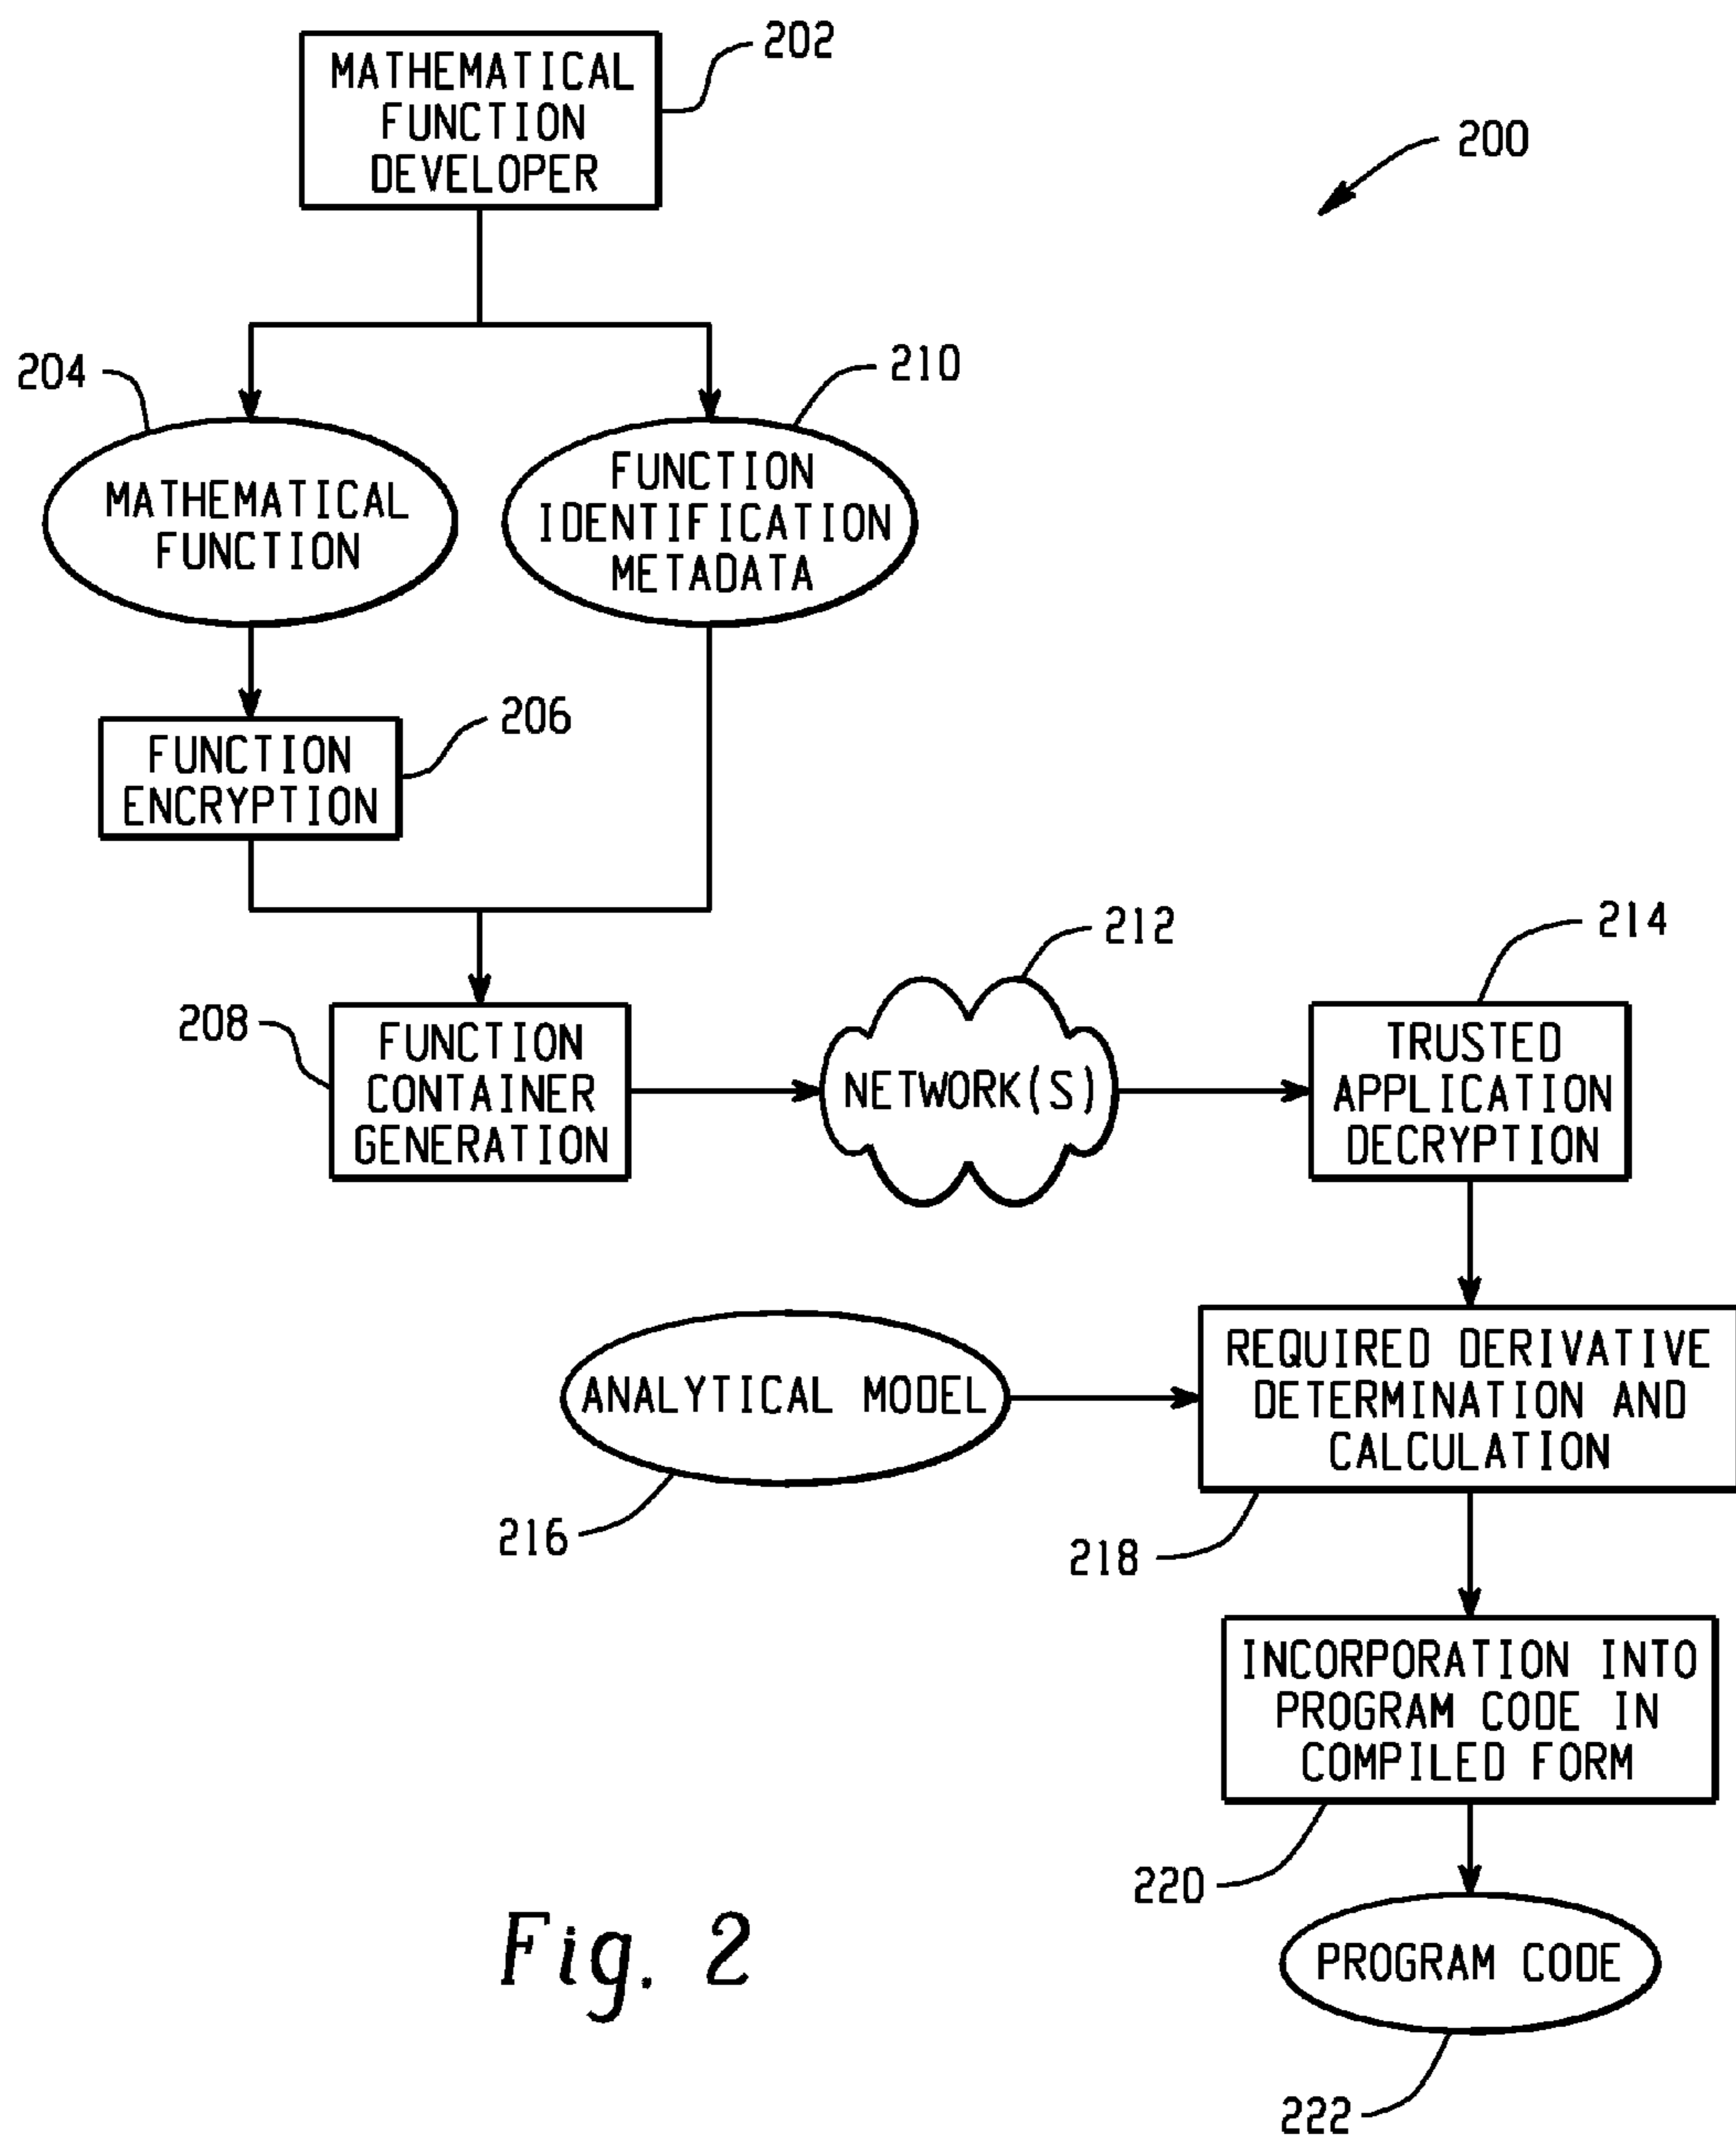 202
MATHEMATICAL
FUNCTION
DEVELOPER
200
204
210
MATHEMATICAL
FUNCTION
FUNCTION
IDENTIFICATION
METADATA
206
FUNCTION
ENCRYPTION
212
214
208
FUNCTION
CONTAINER
GENERATION
NETWORK(S)
TRUSTED
APPLICATION
DECRYPTION
ANALYTICAL MODEL
REQUIRED DERIVATIVE
DETERMINATION AND
CALCULATION
216
218
INCORPORATION INTO
PROGRAM CODE IN
COMPILED FORM
220
Fig. 2
PROGRAM CODE
222